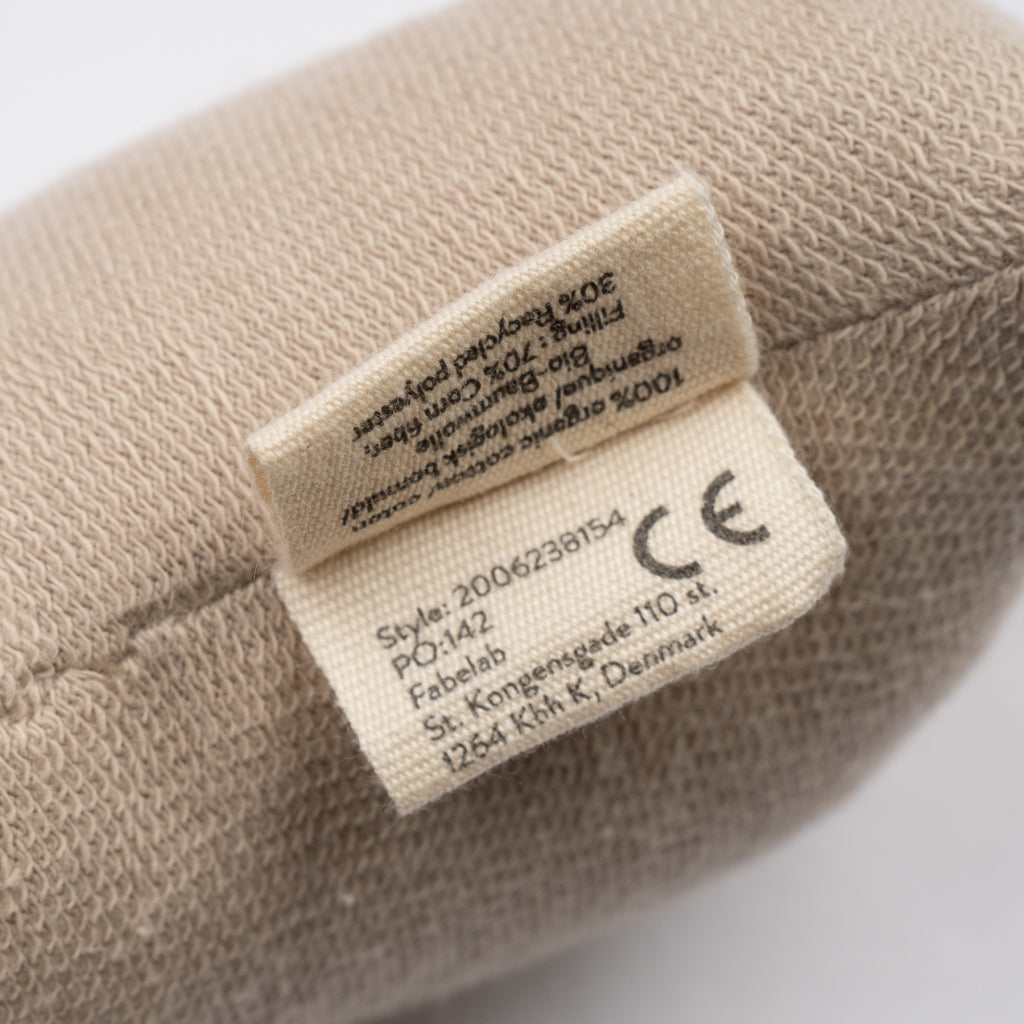 100% organic cotton/ coton
organique/ økologisk bomuld/
Bio-Baumwolle
Filling : 70% Corn fiber;
30% Recycled polyester
CE
Style: 2006238154
PO:142
Fabelab
St. Kongensgade 110 st.
1264 Kbh K, Denmark